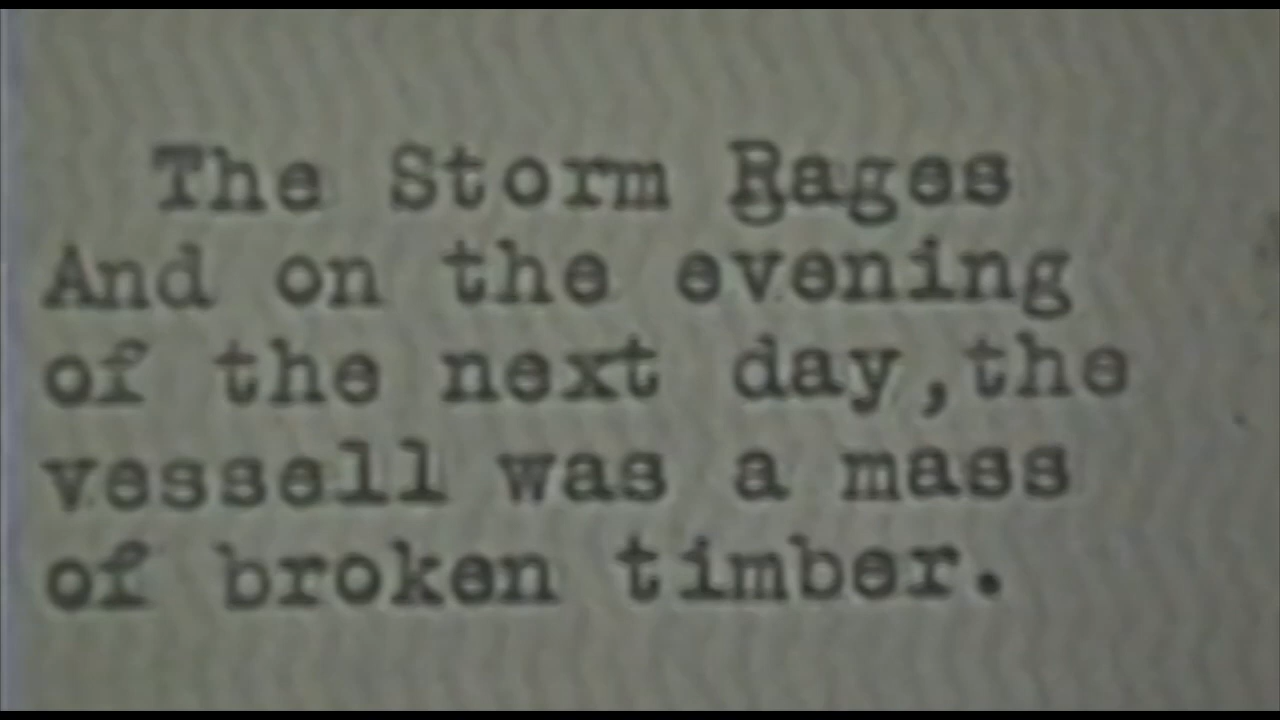 The Storm Rages
And on the evening
of the next day,the
vessell was a mass
of broken timber.